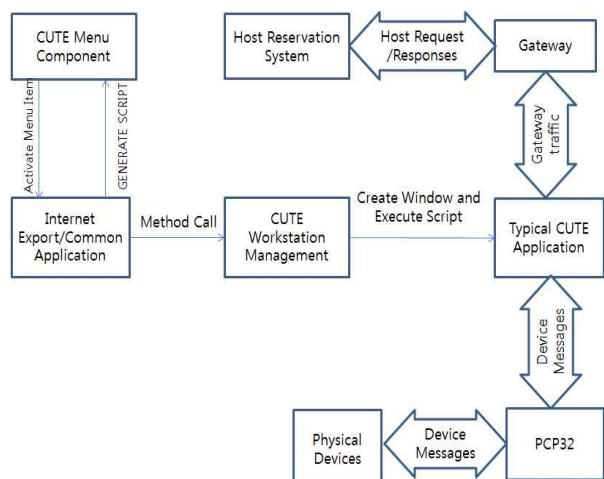 CUTE Menu
Component
Host Reservation
System
Host Request
/Responses
Gateway
Activate Menu Item
GENERATE SCRIPT
Gateway
traffic
Internet
Export/Common
Application
Method Call
CUTE
Workstation
Management
Create Window and
Execute Script
Typical CUTE
Application
Device
Messages
Physical
Devices
Device
Messages
PCP32